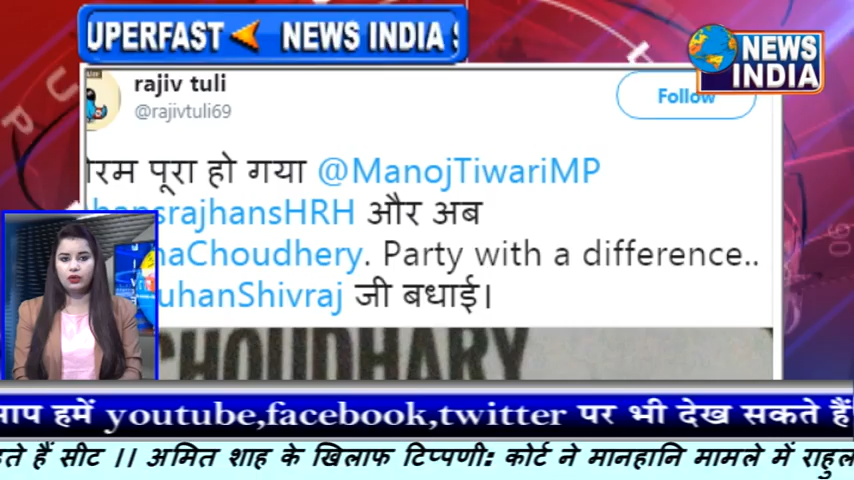 UPERFAST NEWS INDIA S
NEWS
INDIA
rajiv tuli
@rajivtuli69
Follow
रम पूरा हो गया @ManojTiwariMP
hansrajhansHRH और अब
naChoudhery. Party with a difference..
uhanShivraj जी बधाई।
CHOUDHARY
आप हमें youtube,facebook,twitter पर भी देख सकते हैं
ते हैं सीट || अमित शाह के खिलाफ टिप्पणी: कोर्ट ने मानहानि मामले में राहुल